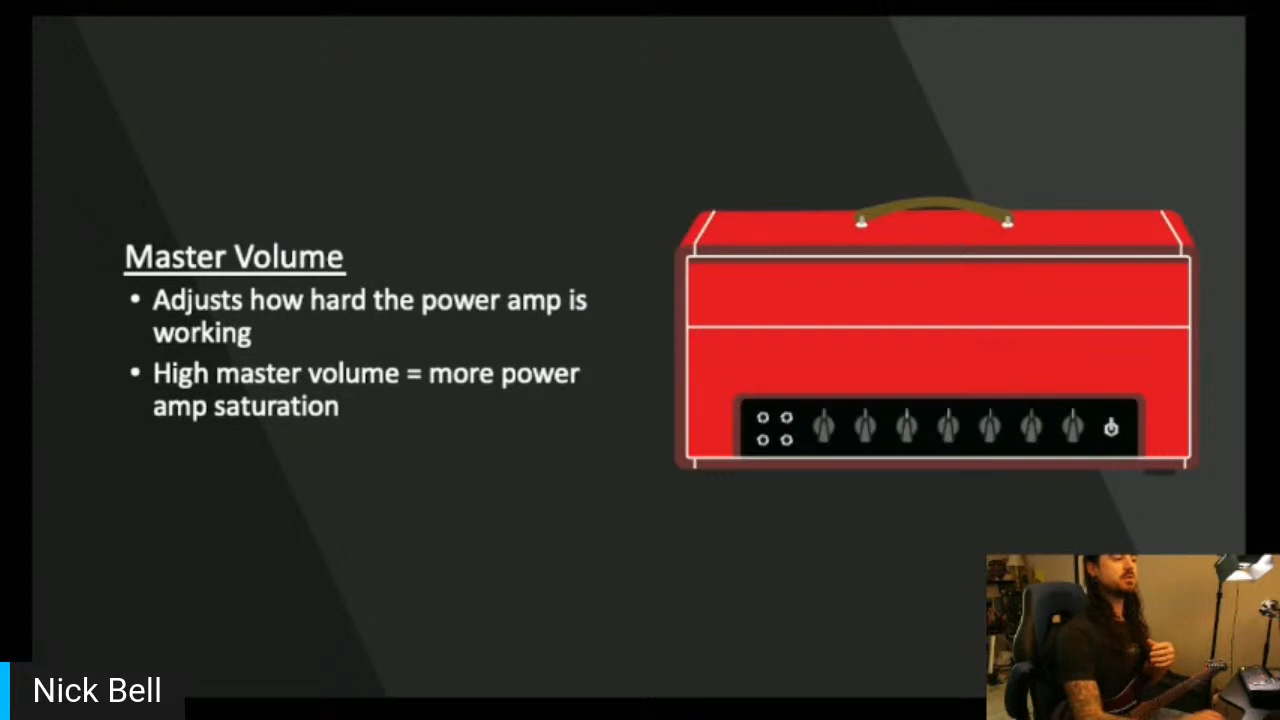 Master Volume
• Adjusts how hard the power amp is
working
• High master volume = more power
amp saturation
Nick Bell